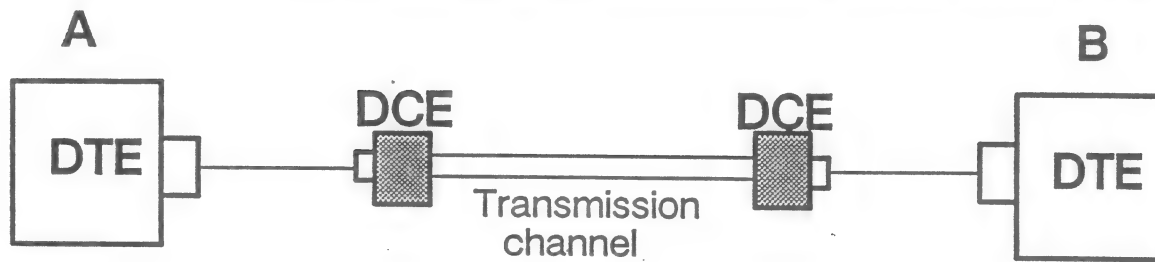 A
B
DCE
DCE
DTE
DTE
Transmission
channel